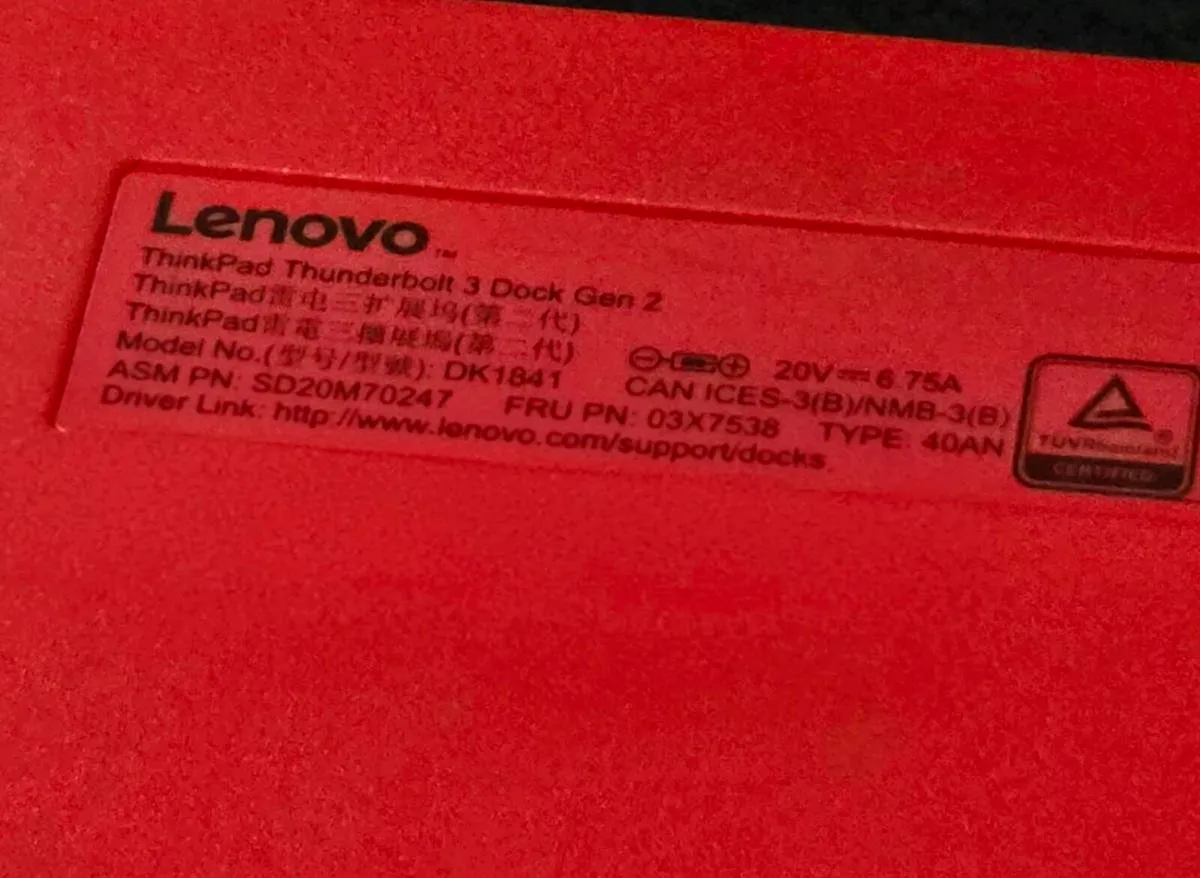 Lenovo™
ThinkPad Thunderbolt 3 Dock Gen 2
ThinkPad雷电三扩展坞(第二代)
ThinkPad雷電三擴展塢(第二代)
Model No.(型号/型號): DK1841
20V⎓6.75A
CAN ICES-3(B)/NMB-3(B)
ASM PN: SD20M70247 FRU PN: 03X7538 TYPE: 40AN
Driver Link: http://www.lenovo.com/support/docks
TÜVRheinland®
CERTIFIED